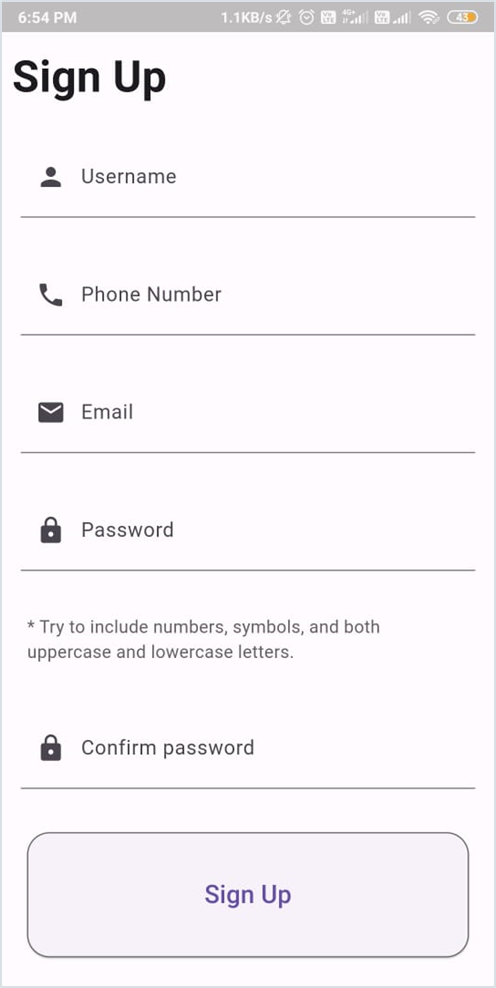 6:54 PM 1.1KB/s 4G+ 43
Sign Up
Username
Phone Number
Email
Password
* Try to include numbers, symbols, and both
uppercase and lowercase letters.
Confirm password
Sign Up